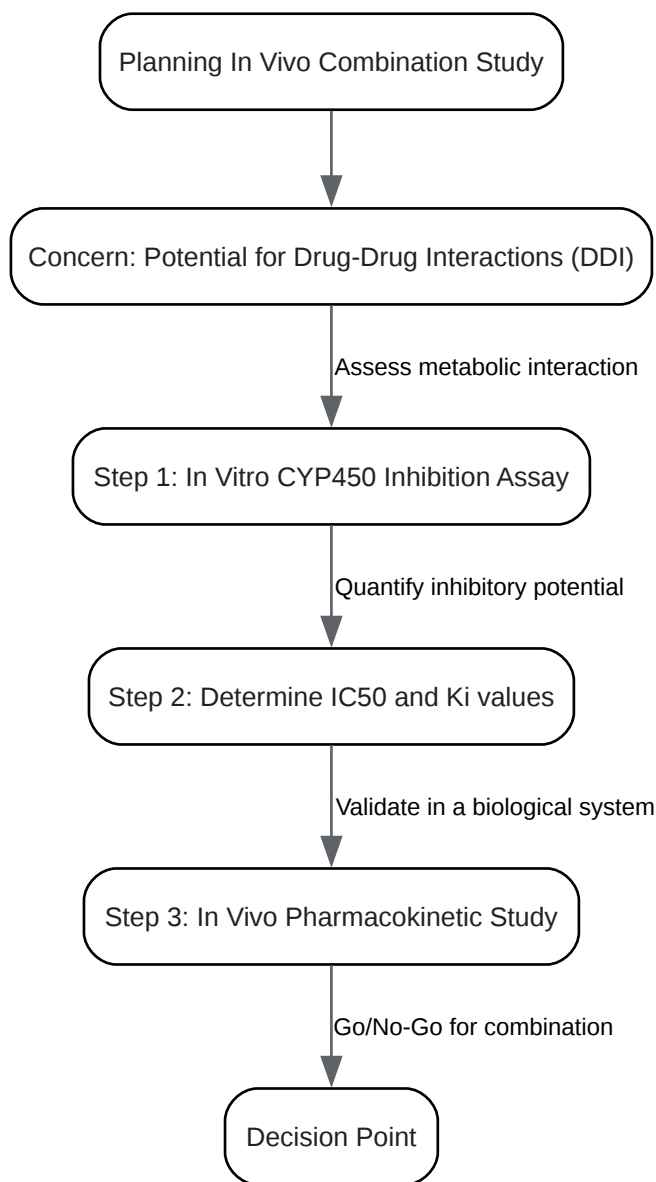 Planning In Vivo Combination Study
Concern: Potential for Drug-Drug Interactions (DDI)
Assess metabolic interaction
Step 1: In Vitro CYP450 Inhibition Assay
Quantify inhibitory potential
Step 2: Determine IC50 and Ki values
Validate in a biological system
Step 3: In Vivo Pharmacokinetic Study
Go/No-Go for combination
Decision Point